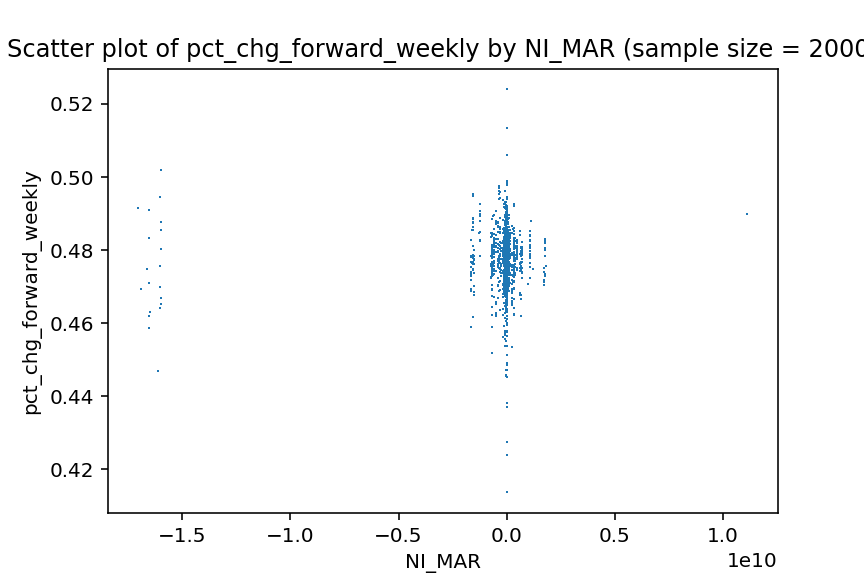 Scatter plot of pct_chg_forward_weekly by NI_MAR (sample size = 2000
0.52
0.50
0.48
0.46
0.44
0.42
pct_chg_forward_weekly
−1.5 −1.0 −0.5 0.0 0.5 1.0
1e10
NI_MAR